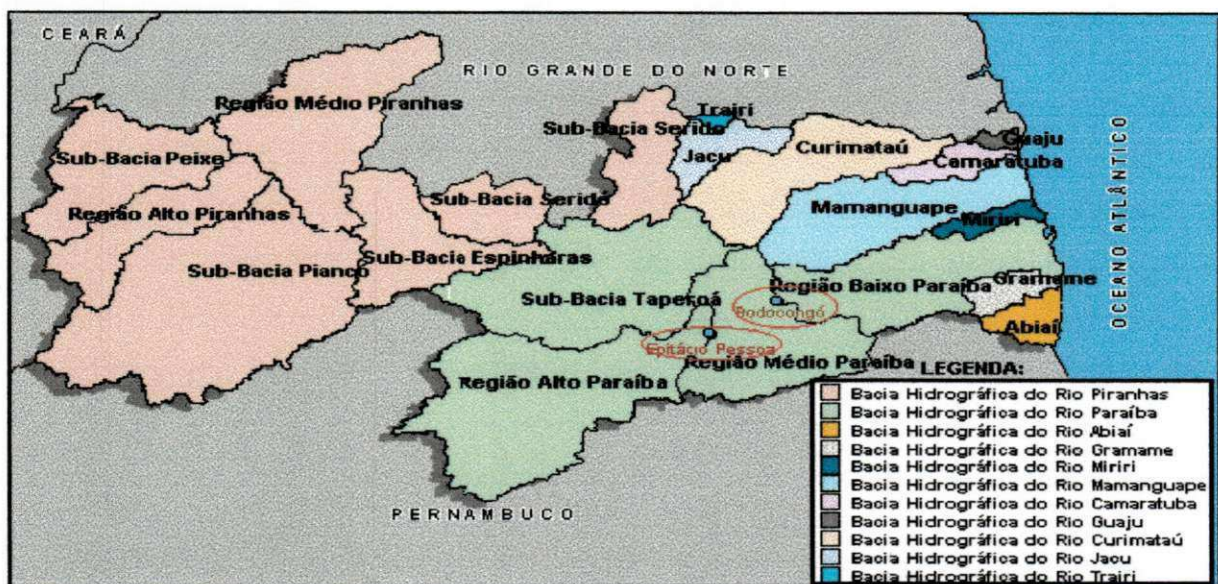 CEARÁ
RIO GRANDE DO NORTE
Região Médio Piranhas
Trairi
Sub-Bacia Seridó
Guaju
Sub-Bacia Peixe
Curimataú
Jacu
Camaratuba
Sub-Bacia Seridó
Região Alto Piranhas
Mamanguape
Miriri
OCEANO ATLÂNTICO
Sub-Bacia Espinháras
Sub-Bacia Piancó
Gramame
Região Baixo Paraíba
Sub-Bacia Taperoá
Bodocongó
Abiaí
Epitácio Pessoa
Região Médio Paraíba
Região Alto Paraíba
PERNAMBUCO
LEGENDA:
Bacia Hidrográfica do Rio Piranhas
Bacia Hidrográfica do Rio Paraíba
Bacia Hidrográfica do Rio Abiaí
Bacia Hidrográfica do Rio Gramame
Bacia Hidrográfica do Rio Miriri
Bacia Hidrográfica do Rio Mamanguape
Bacia Hidrográfica do Rio Camaratuba
Bacia Hidrográfica do Rio Guaju
Bacia Hidrográfica do Rio Curimataú
Bacia Hidrográfica do Rio Jacu
Bacia Hidrográfica do Rio Trairi